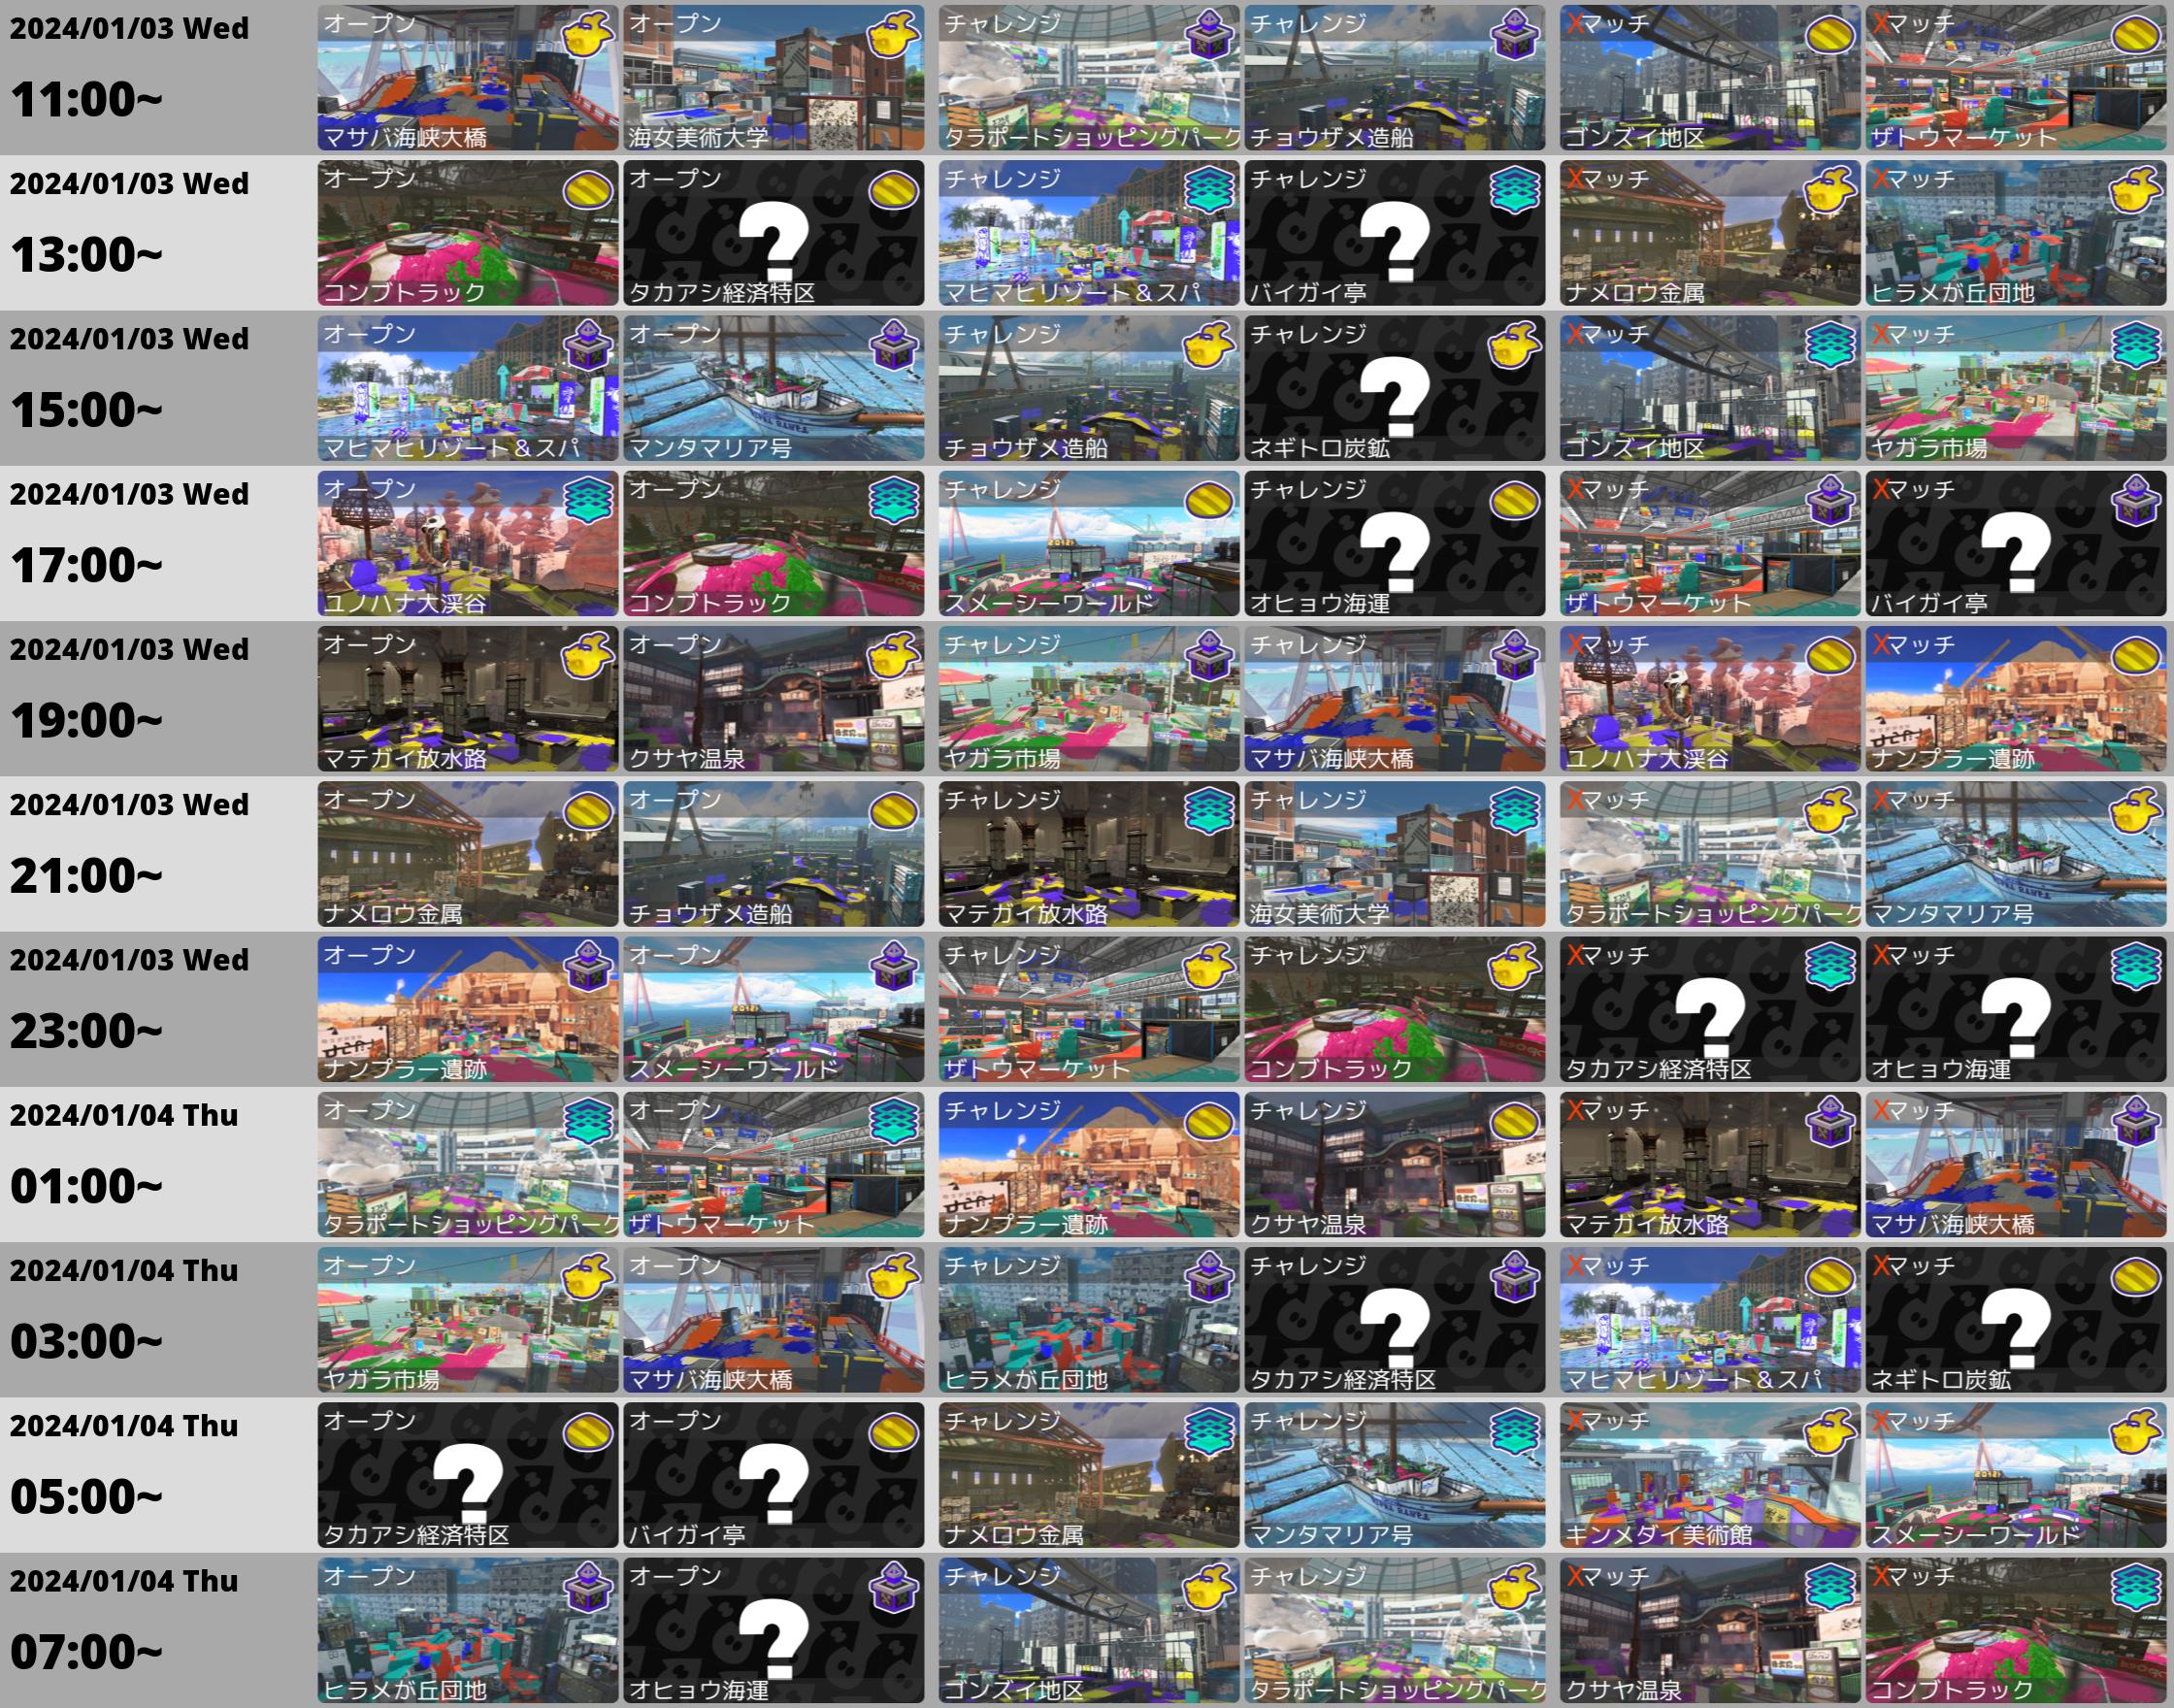 2024/01/03 Wed
11:00~
オープン
マサバ海峡大橋
オープン
海女美術大学
チャレンジ
タラポートショッピングパーク
チャレンジ
チョウザメ造船
Xマッチ
ゴンズイ地区
Xマッチ
ザトウマーケット
2024/01/03 Wed
13:00~
オープン
コンブトラック
オープン
?
タカアシ経済特区
チャレンジ
マヒマヒリゾート＆スパ
チャレンジ
?
バイガイ亭
Xマッチ
ナメロウ金属
Xマッチ
ヒラメが丘団地
2024/01/03 Wed
15:00~
オープン
マヒマヒリゾート＆スパ
オープン
マンタマリア号
チャレンジ
チョウザメ造船
チャレンジ
?
ネギトロ炭鉱
Xマッチ
ゴンズイ地区
Xマッチ
ヤガラ市場
2024/01/03 Wed
17:00~
オープン
ユノハナ大渓谷
オープン
コンブトラック
チャレンジ
スメーシーワールド
チャレンジ
?
オヒョウ海運
Xマッチ
ザトウマーケット
Xマッチ
?
バイガイ亭
2024/01/03 Wed
19:00~
オープン
マテガイ放水路
オープン
クサヤ温泉
チャレンジ
ヤガラ市場
チャレンジ
マサバ海峡大橋
Xマッチ
ユノハナ大渓谷
Xマッチ
ナンプラー遺跡
2024/01/03 Wed
21:00~
オープン
ナメロウ金属
オープン
チョウザメ造船
チャレンジ
マテガイ放水路
チャレンジ
海女美術大学
Xマッチ
タラポートショッピングパーク
Xマッチ
マンタマリア号
2024/01/03 Wed
23:00~
オープン
ナンプラー遺跡
オープン
スメーシーワールド
チャレンジ
ザトウマーケット
チャレンジ
コンブトラック
Xマッチ
?
タカアシ経済特区
Xマッチ
?
オヒョウ海運
2024/01/04 Thu
01:00~
オープン
タラポートショッピングパーク
オープン
ザトウマーケット
チャレンジ
ナンプラー遺跡
チャレンジ
クサヤ温泉
Xマッチ
マテガイ放水路
Xマッチ
マサバ海峡大橋
2024/01/04 Thu
03:00~
オープン
ヤガラ市場
オープン
マサバ海峡大橋
チャレンジ
ヒラメが丘団地
チャレンジ
?
タカアシ経済特区
Xマッチ
マヒマヒリゾート＆スパ
Xマッチ
?
ネギトロ炭鉱
2024/01/04 Thu
05:00~
オープン
?
タカアシ経済特区
オープン
?
バイガイ亭
チャレンジ
ナメロウ金属
チャレンジ
マンタマリア号
Xマッチ
キンメダイ美術館
Xマッチ
スメーシーワールド
2024/01/04 Thu
07:00~
オープン
ヒラメが丘団地
オープン
?
オヒョウ海運
チャレンジ
ゴンズイ地区
チャレンジ
タラポートショッピングパーク
Xマッチ
クサヤ温泉
Xマッチ
コンブトラック